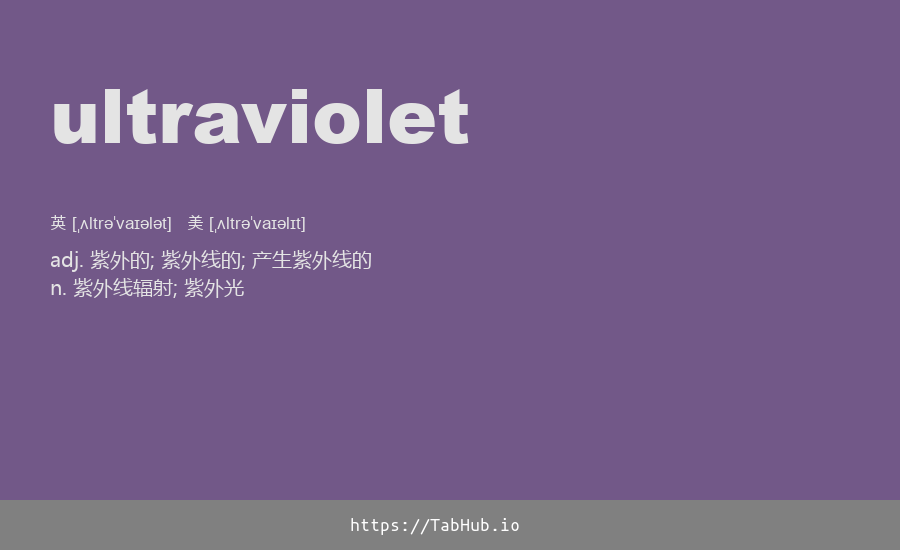 ultraviolet
英 [ˌʌltrəˈvaɪələt] 美 [ˌʌltrəˈvaɪəlɪt]
adj. 紫外的; 紫外线的; 产生紫外线的
n. 紫外线辐射; 紫外光
https://TabHub.io